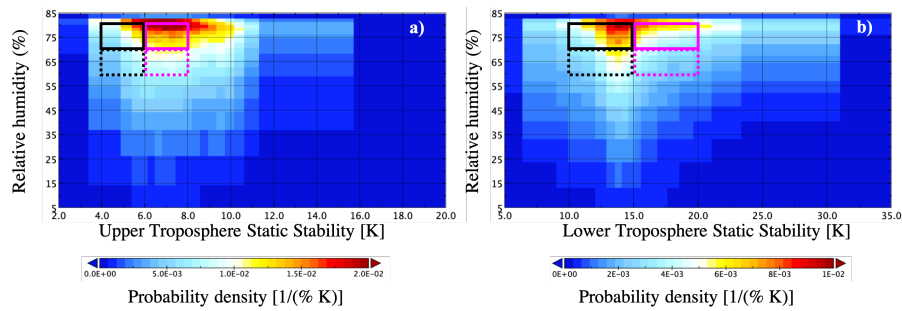 85
75
65
55
45
35
25
15
5
Relative humidity (%)
a)
2.0 4.0 6.0 8.0 10.0 12.0 14.0 16.0 18.0 20.0
Upper Troposphere Static Stability [K]
0.0E+00 5.0E-03 1.0E-02 1.5E-02 2.0E-02
Probability density [1/(% K)]
85
75
65
55
45
35
25
15
5
Relative humidity (%)
b)
5.0 10.0 15.0 20.0 25.0 30.0 35.0
Lower Troposphere Static Stability [K]
0E+00 2E-03 4E-03 6E-03 8E-03 1E-02
Probability density [1/(% K)]